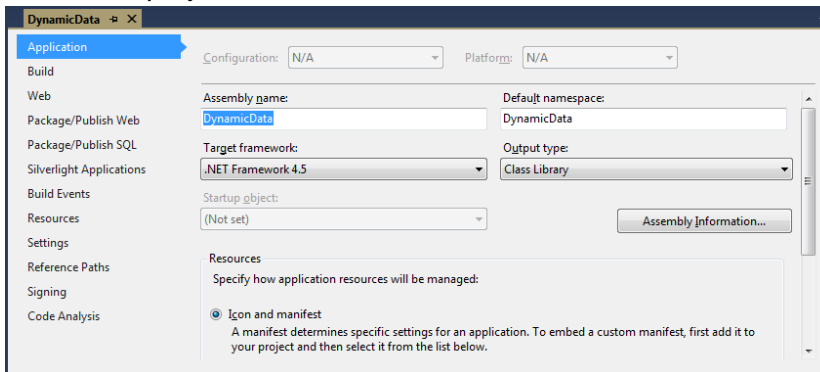 DynamicData
Application
Build
Web
Package/Publish Web
Package/Publish SQL
Silverlight Applications
Build Events
Resources
Settings
Reference Paths
Signing
Code Analysis
Configuration: N/A Platform: N/A
Assembly name: Default namespace:
DynamicData DynamicData
Target framework: Output type:
.NET Framework 4.5 Class Library
Startup object:
(Not set) Assembly Information...
Resources
Specify how application resources will be managed:
Icon and manifest
A manifest determines specific settings for an application. To embed a custom manifest, first add it to
your project and then select it from the list below.